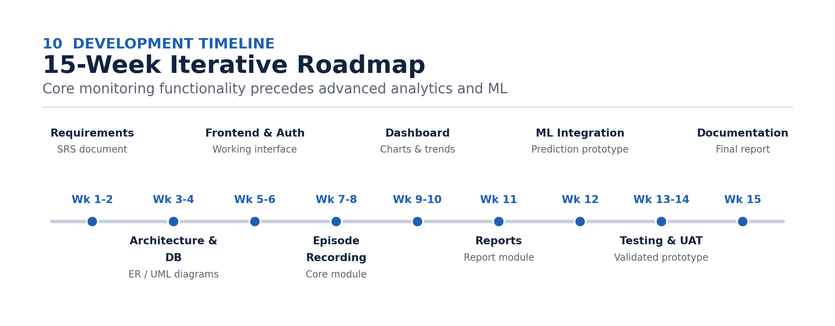 10 DEVELOPMENT TIMELINE
15-Week Iterative Roadmap
Core monitoring functionality precedes advanced analytics and ML
Requirements
SRS document
Frontend & Auth
Working interface
Dashboard
Charts & trends
ML Integration
Prediction prototype
Documentation
Final report
Wk 1-2
Wk 3-4
Wk 5-6
Wk 7-8
Wk 9-10
Wk 11
Wk 12
Wk 13-14
Wk 15
Architecture &
DB
ER / UML diagrams
Episode
Recording
Core module
Reports
Report module
Testing & UAT
Validated prototype